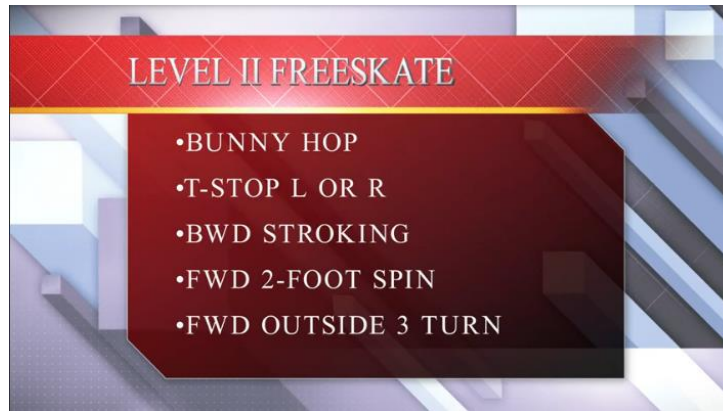 LEVEL II FREESKATE
•BUNNY HOP
•T-STOP L OR R
•BWD STROKING
•FWD 2-FOOT SPIN
•FWD OUTSIDE 3 TURN